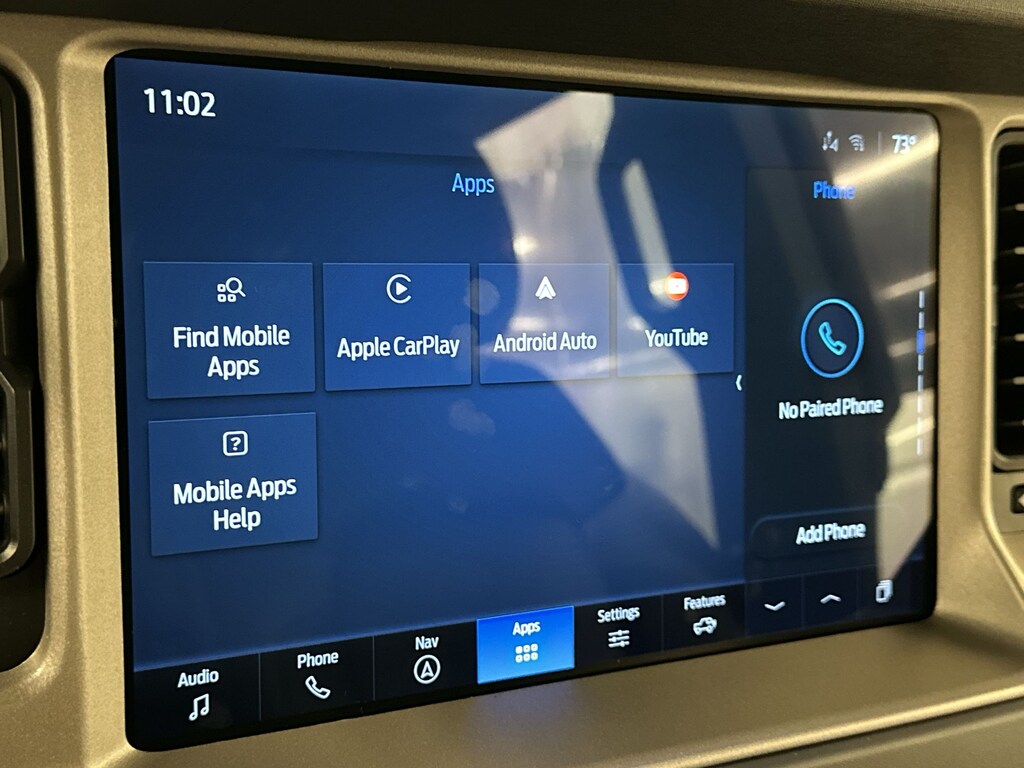 11:02
73°
Apps
Phone
Find Mobile
Apps
Apple CarPlay
Android Auto
YouTube
No Paired Phone
Mobile Apps
Help
?
Add Phone
Audio
Phone
Nav
Apps
Settings
Features